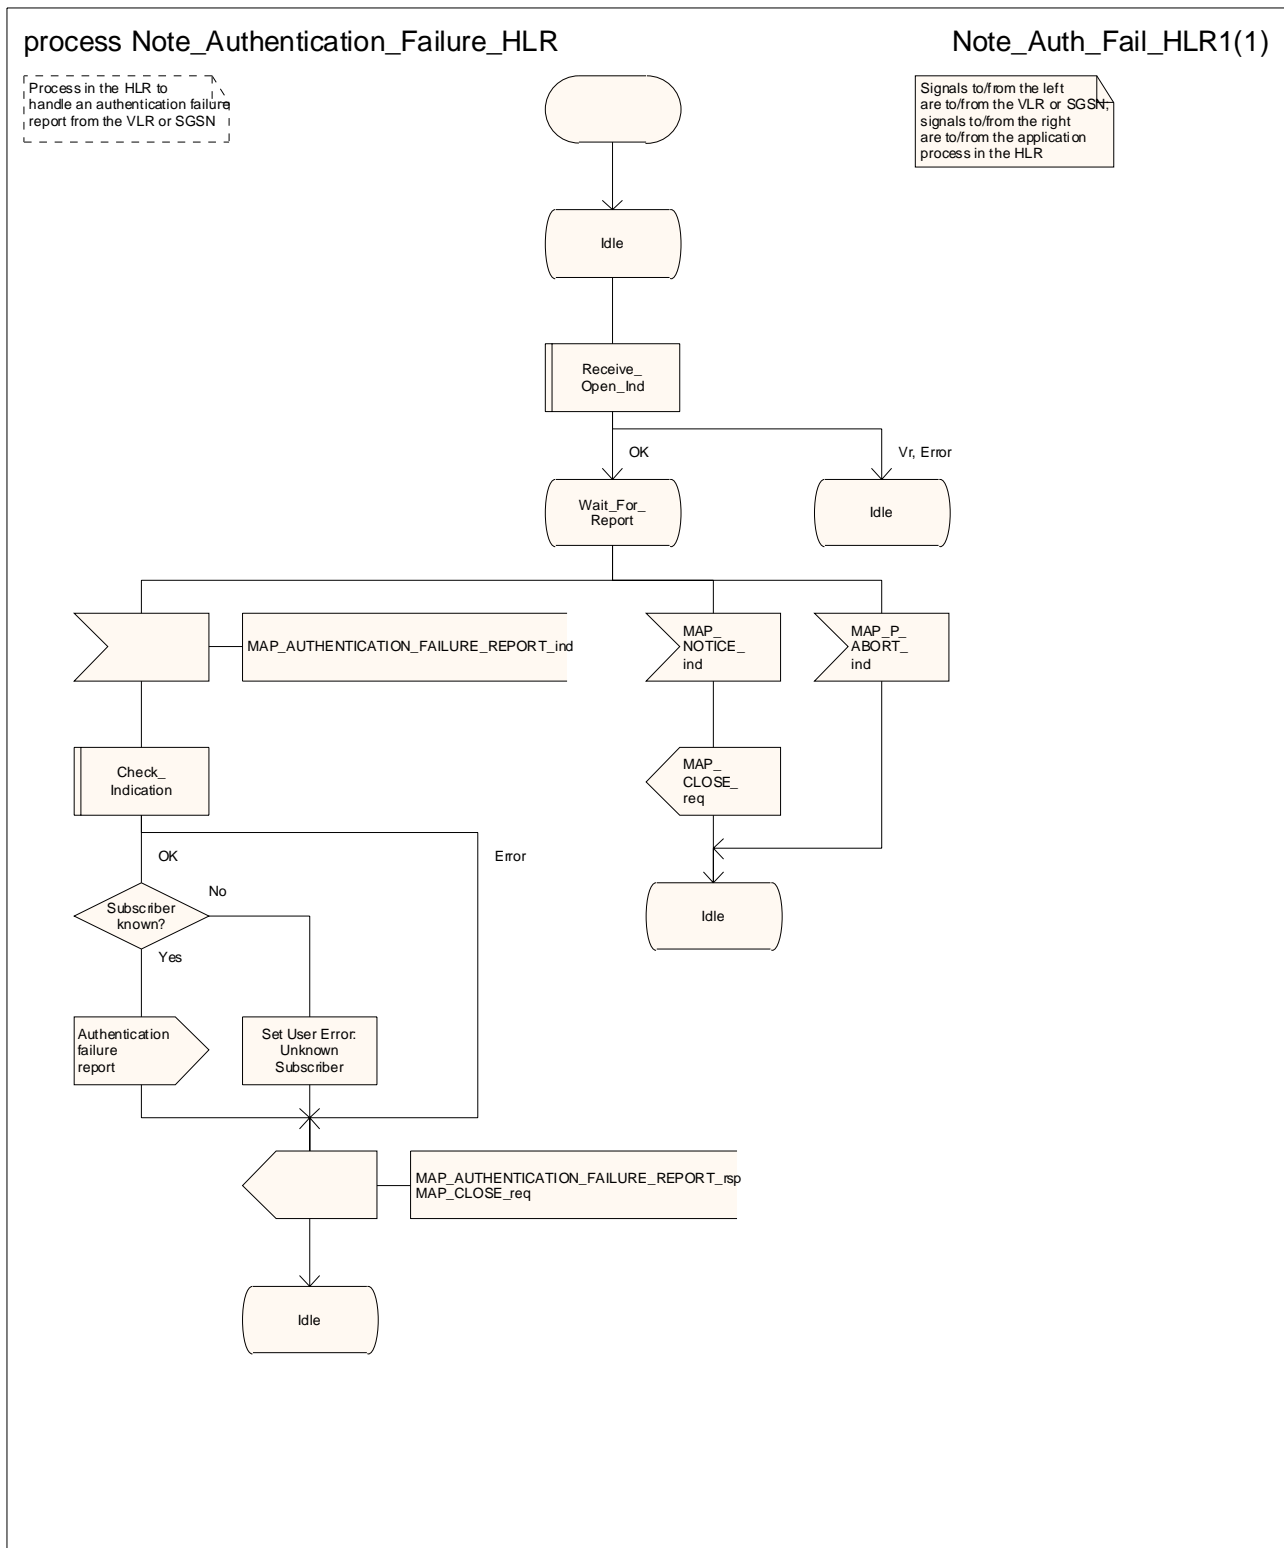 process Note_Authentication_Failure_HLR
Note_Auth_Fail_HLR1(1)
Process in the HLR to
handle an authentication failure
report from the VLR or SGSN
Signals to/from the left
are to/from the VLR or SGSN,
signals to/from the right
are to/from the application
process in the HLR
Idle
Receive_
Open_Ind
OK
Vr, Error
Wait_For_
Report
Idle
MAP_AUTHENTICATION_FAILURE_REPORT_ind
MAP_
NOTICE_
ind
MAP_P_
ABORT_
ind
Check_
Indication
MAP_
CLOSE_
req
OK
Error
No
Subscriber
known?
Idle
Yes
Authentication
failure
report
Set User Error:
Unknown
Subscriber
MAP_AUTHENTICATION_FAILURE_REPORT_rsp
MAP_CLOSE_req
Idle